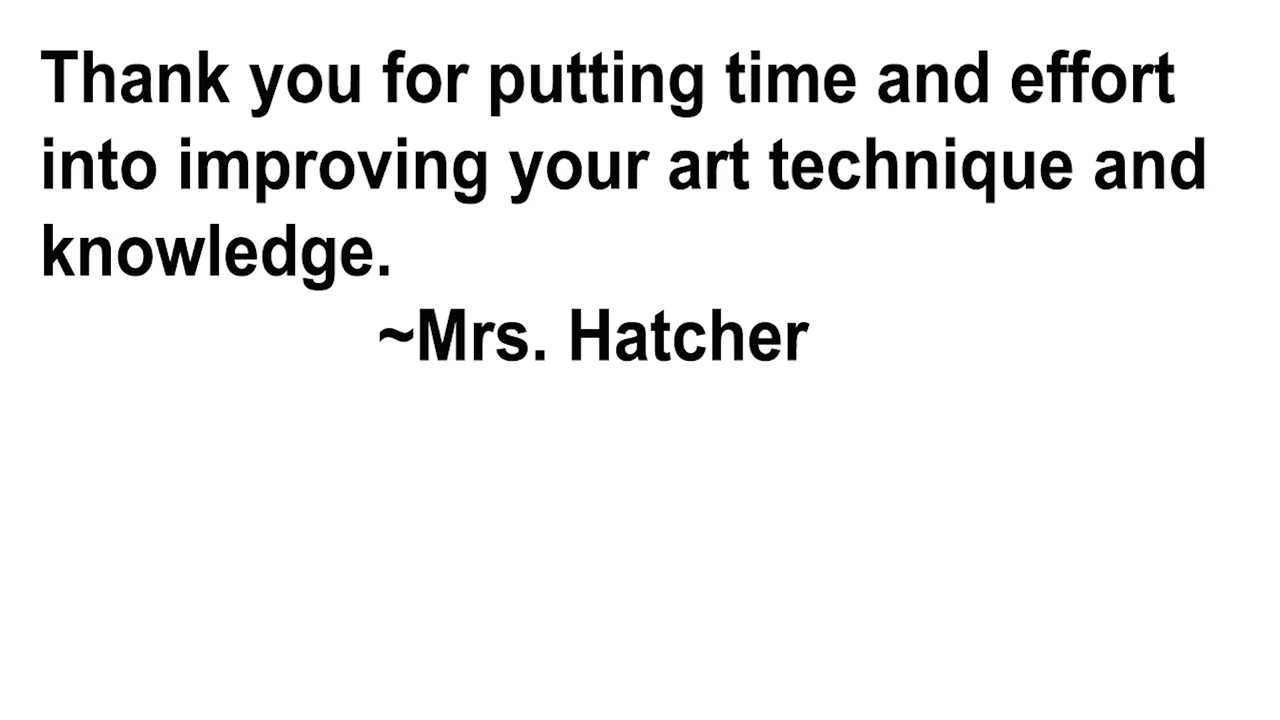 Thank you for putting time and effort
into improving your art technique and
knowledge.
~Mrs. Hatcher